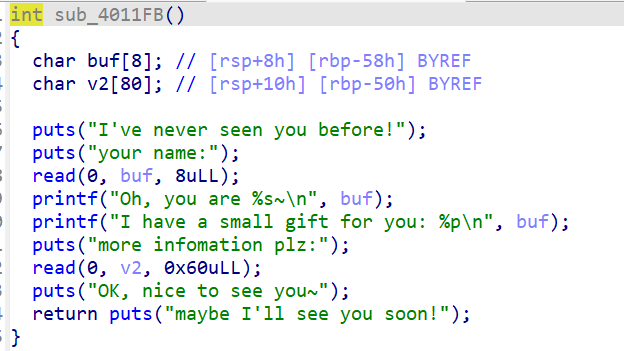 int sub_4011FB()
{
  char buf[8]; // [rsp+8h] [rbp-58h] BYREF
  char v2[80]; // [rsp+10h] [rbp-50h] BYREF
  puts("I've never seen you before!");
  puts("your name:");
  read(0, buf, 8uLL);
  printf("Oh, you are %s~\n", buf);
  printf("I have a small gift for you: %p\n", buf);
  puts("more infomation plz:");
  read(0, v2, 0x60uLL);
  puts("OK, nice to see you~");
  return puts("maybe I'll see you soon!");
}